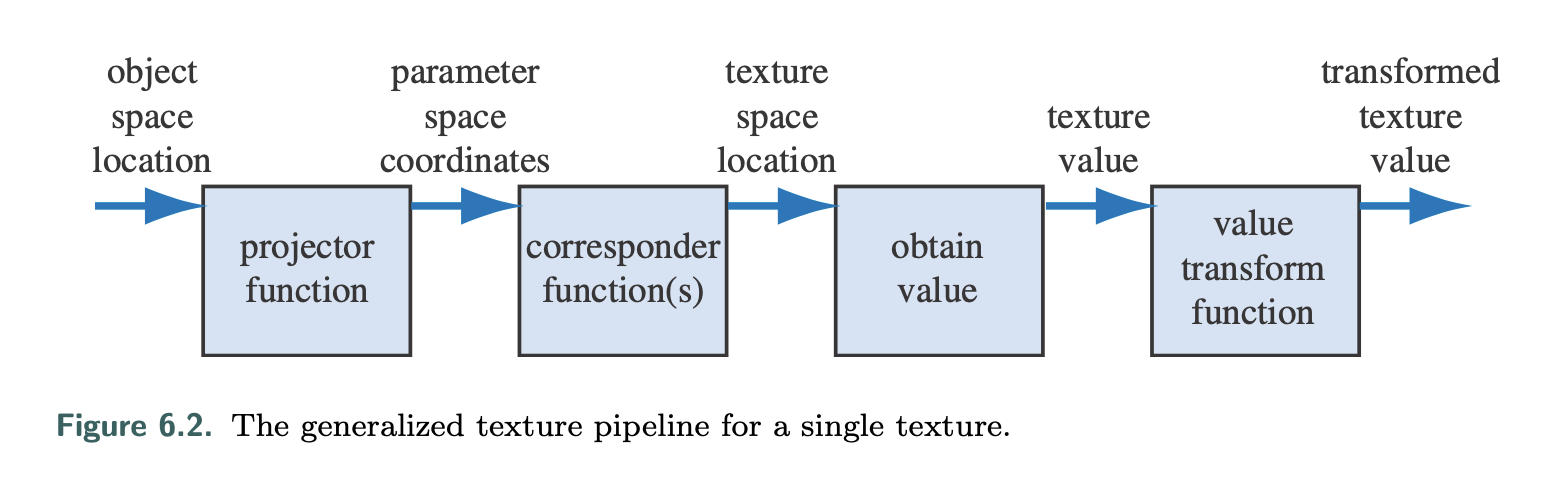 object
space
location
parameter
space
coordinates
texture
space
location
texture
value
transformed
texture
value
projector
function
corresponder
function(s)
obtain
value
value
transform
function
Figure 6.2. The generalized texture pipeline for a single texture.